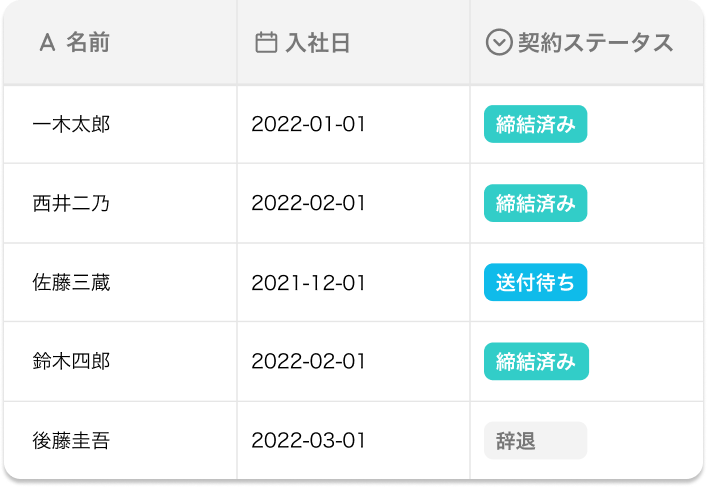 名前 入社日 契約ステータス
一木太郎 2022-01-01 締結済み
西井二乃 2022-02-01 締結済み
佐藤三蔵 2021-12-01 送付待ち
鈴木四郎 2022-02-01 締結済み
後藤圭吾 2022-03-01 辞退